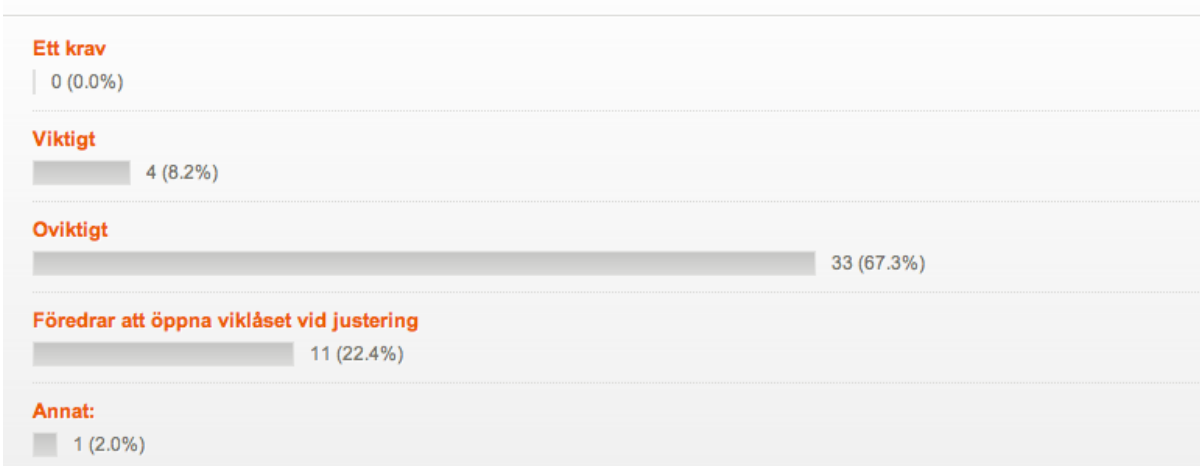 Ett krav
0 (0.0%)
Viktigt
4 (8.2%)
Oviktigt
33 (67.3%)
Föredrar att öppna viklåset vid justering
11 (22.4%)
Annat:
1 (2.0%)